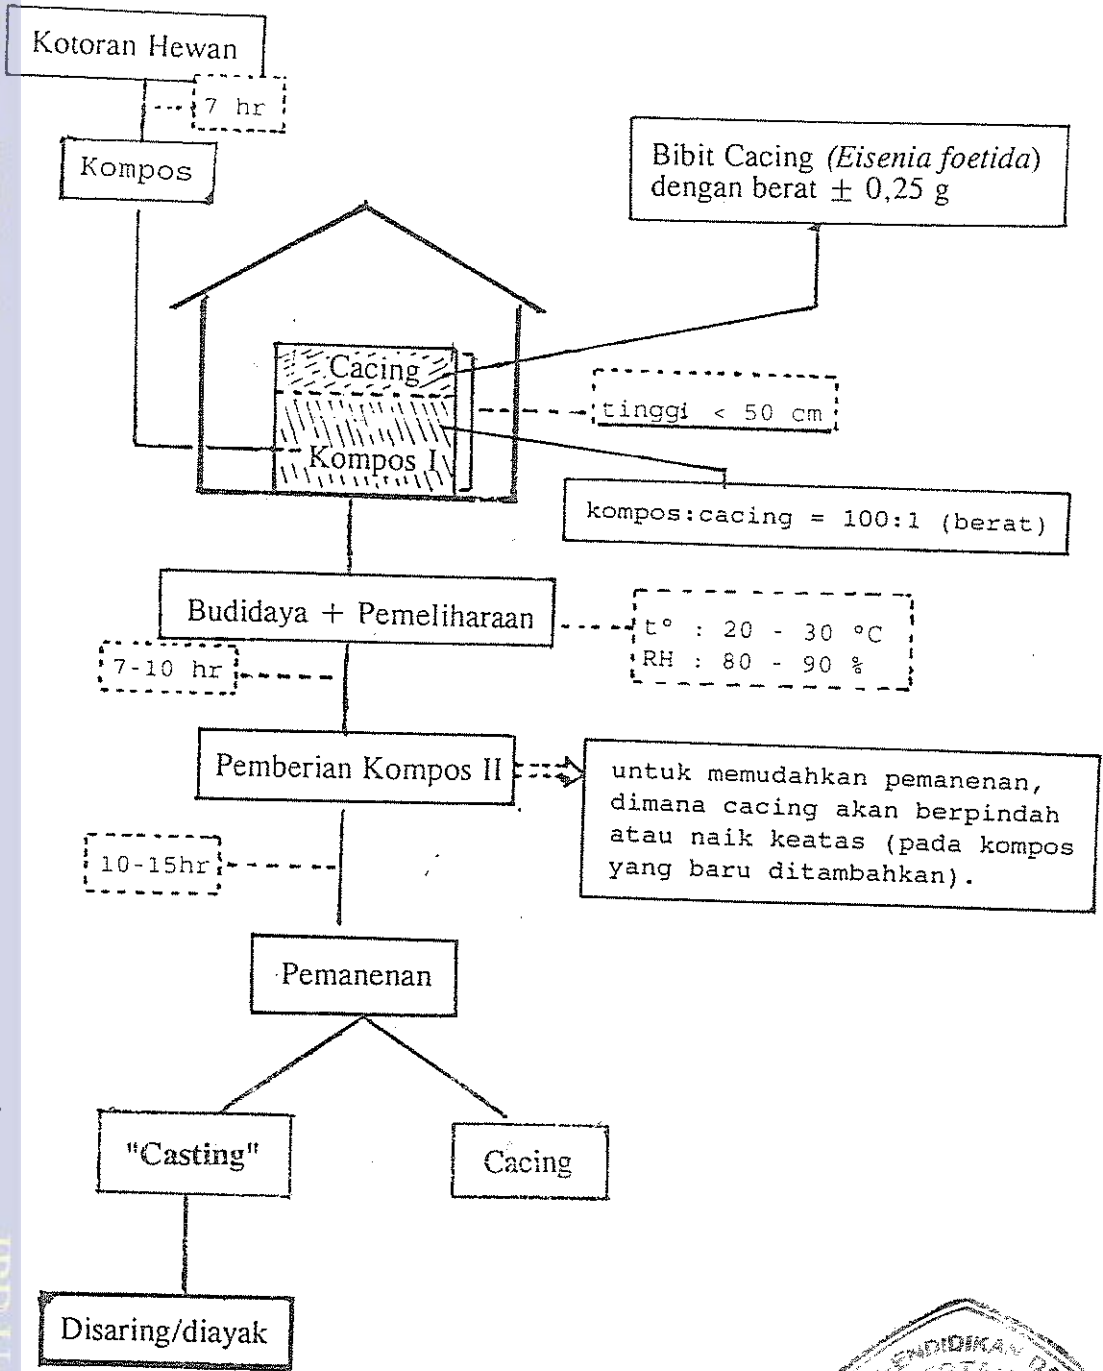 Kotoran Hewan
7 hr
Kompos
Bibit Cacing (Eisenia foetida)
dengan berat ± 0,25 g
Cacing
tinggi < 50 cm
Kompos I
kompos:cacing = 100:1 (berat)
Budidaya + Pemeliharaan
t° : 20 - 30 °C
RH : 80 - 90 %
7-10 hr
Pemberian Kompos II
untuk memudahkan pemanenan,
dimana cacing akan berpindah
atau naik keatas (pada kompos
yang baru ditambahkan).
10-15hr
Pemanenan
"Casting"
Cacing
Disaring/diayak